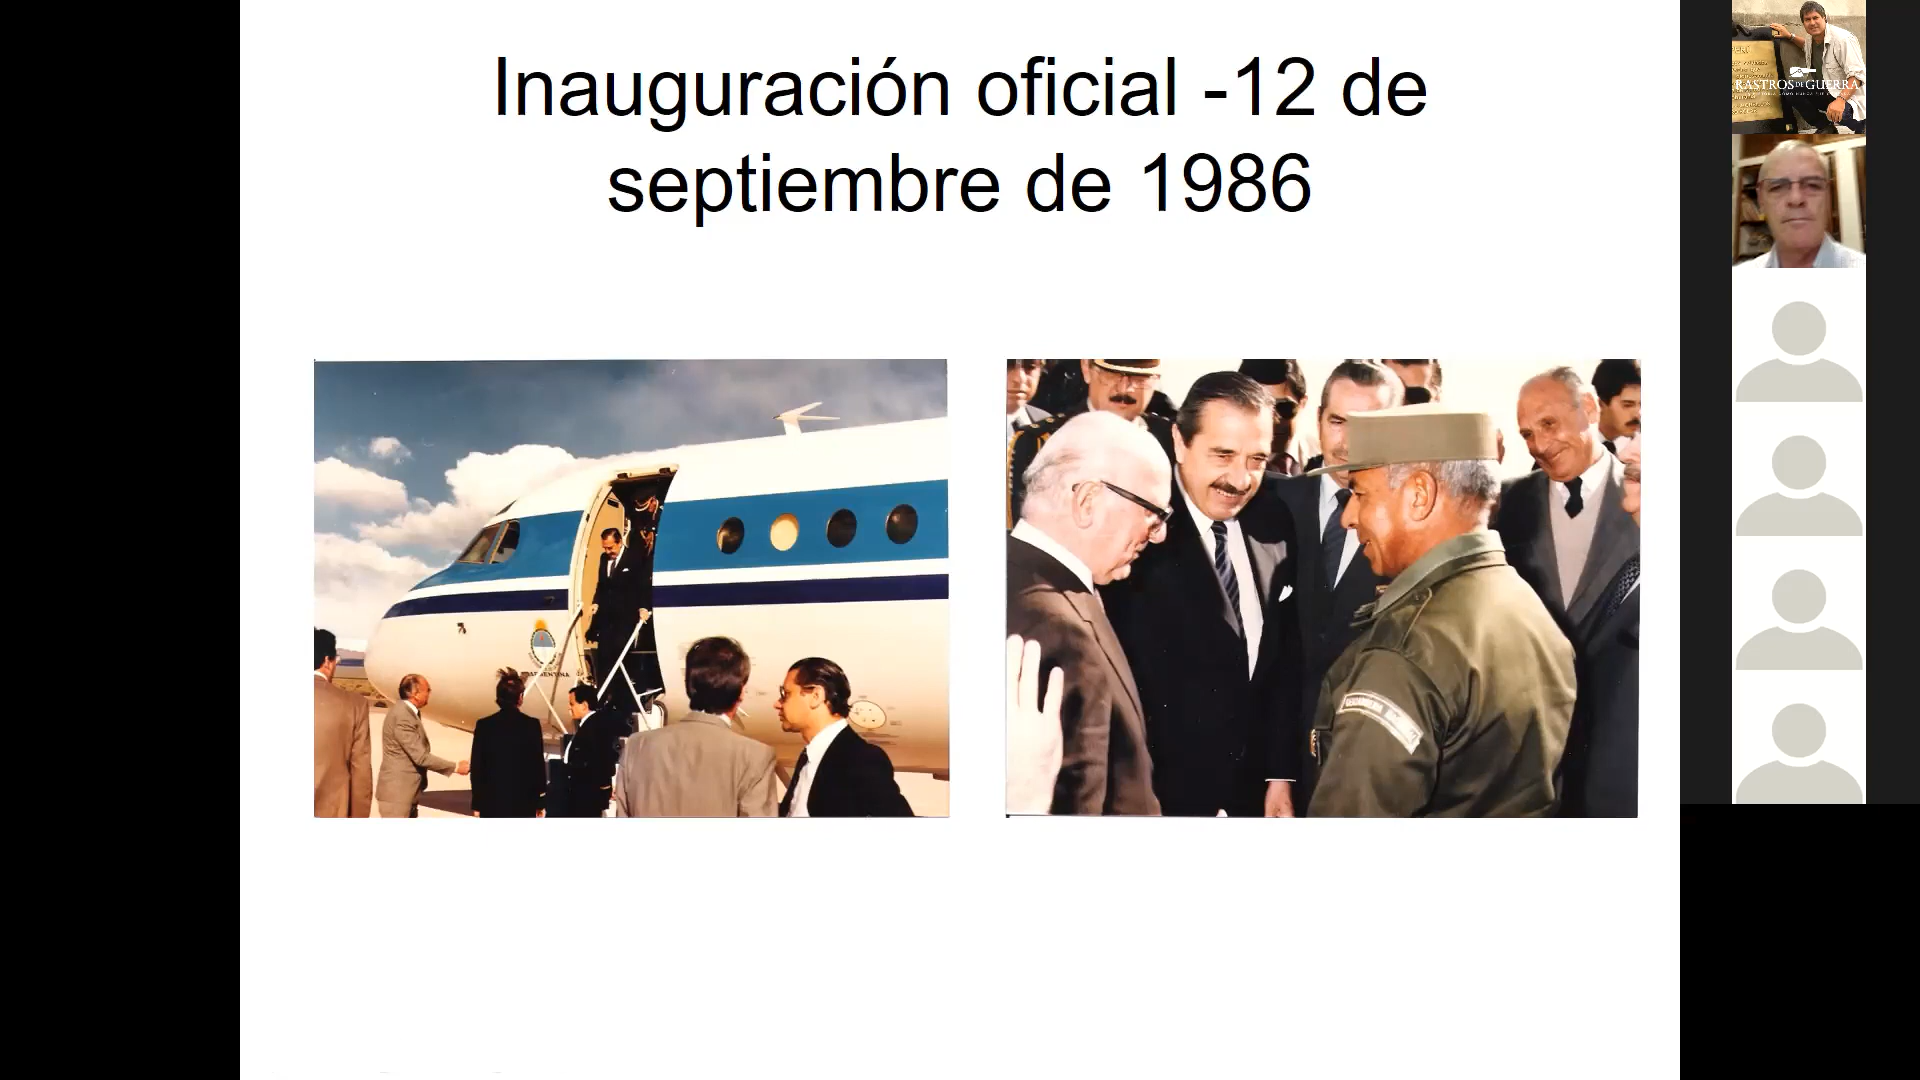 Inauguración oficial -12 de
septiembre de 1986
RASTROS DE GUERRA